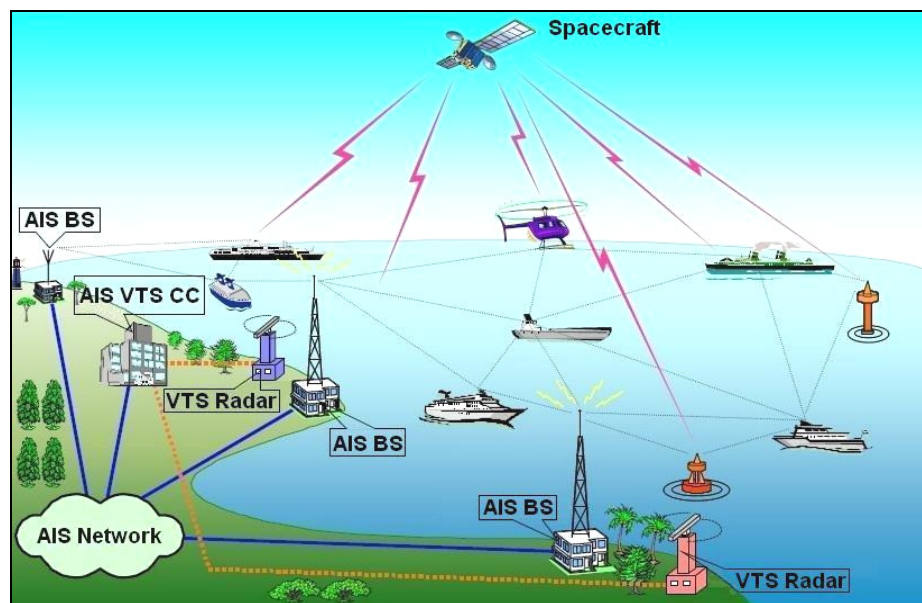 Spacecraft
AIS BS
AIS VTS CC
VTS Radar
AIS BS
AIS BS
AIS Network
VTS Radar